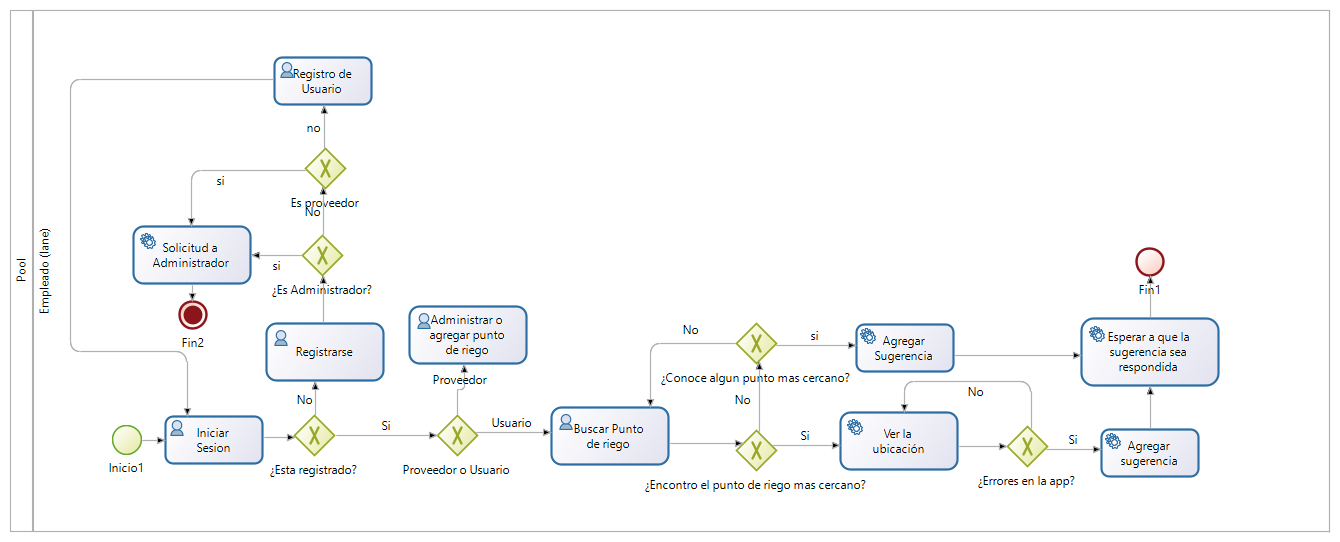 Pool
Empleado (lane)
Registro de
Usuario
no
si
Es proveedor
No
Solicitud a
Administrador
si
¿Es Administrador?
Fin2
Registrarse
No
Administrar o
agregar punto
de riego
Proveedor
Inicio1
Iniciar
Sesion
¿Esta registrado?
Si
Proveedor o Usuario
Usuario
Buscar Punto
de riego
No
¿Conoce algun punto mas cercano?
si
Agregar
Sugerencia
No
¿Encontro el punto de riego mas cercano?
Si
Ver la
ubicación
No
¿Errores en la app?
Si
Agregar
sugerencia
Esperar a que la
sugerencia sea
respondida
Fin1